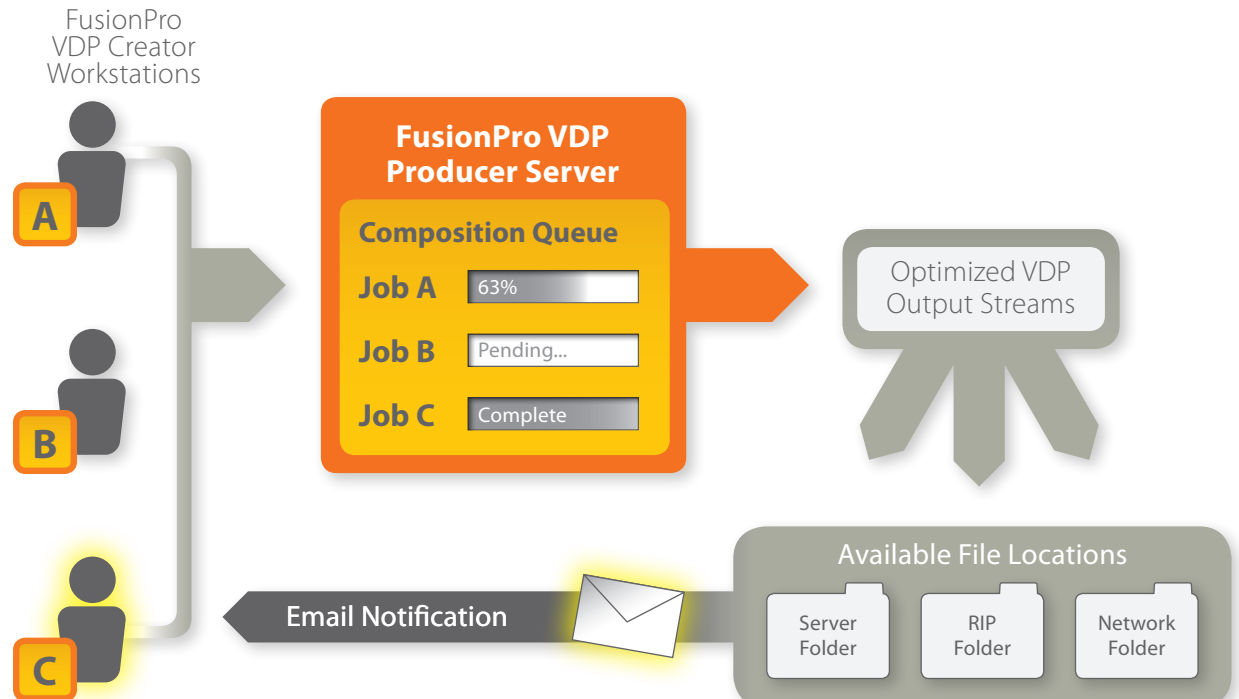 FusionPro
VDP Creator
Workstations
A
B
C
FusionPro VDP
Producer Server
Composition Queue
Job A
63%
Job B
Pending...
Job C
Complete
Optimized VDP
Output Streams
Available File Locations
Server
Folder
RIP
Folder
Network
Folder
Email Notification